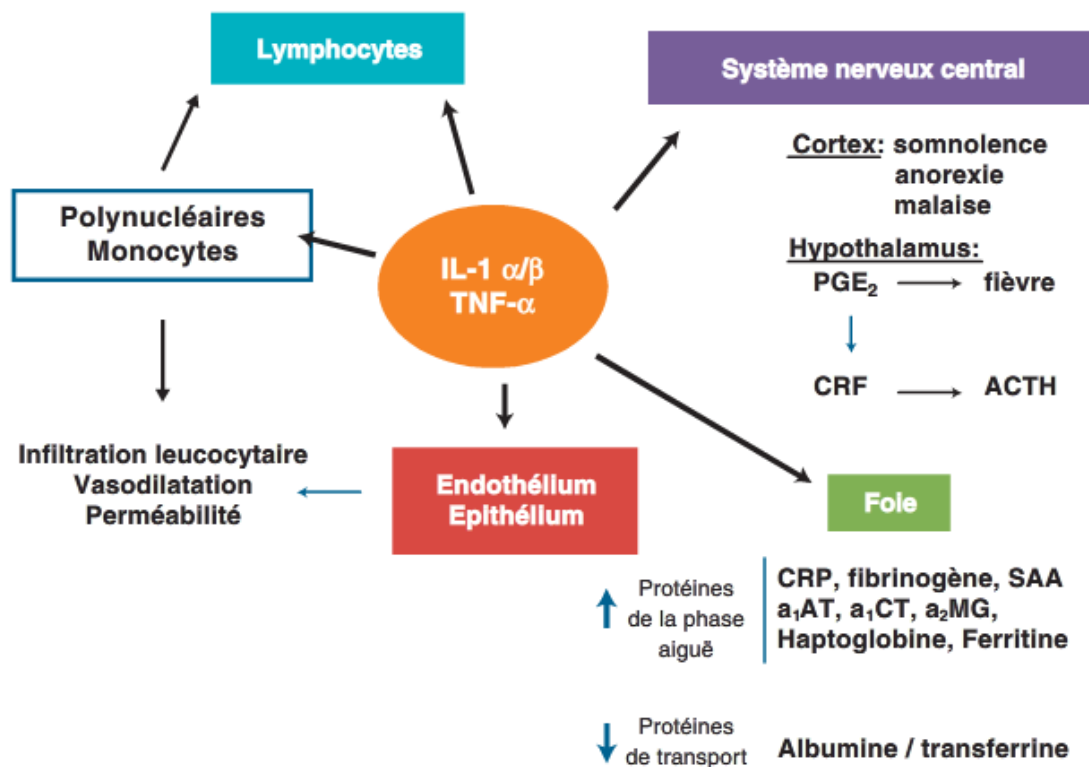 Lymphocytes
Système nerveux central
Cortex: somnolence
anorexie
malaise
Polynucléaires
Monocytes
IL-1 α/β
TNF-α
Hypothalamus:
PGE₂ fièvre
CRF ACTH
Infiltration leucocytaire
Vasodilatation
Perméabilité
Endothélium
Epithélium
Foie
Protéines
de la phase
aiguë
CRP, fibrinogène, SAA
a₁AT, a₁CT, a₂MG,
Haptoglobine, Ferritine
Protéines
de transport
Albumine / transferrine